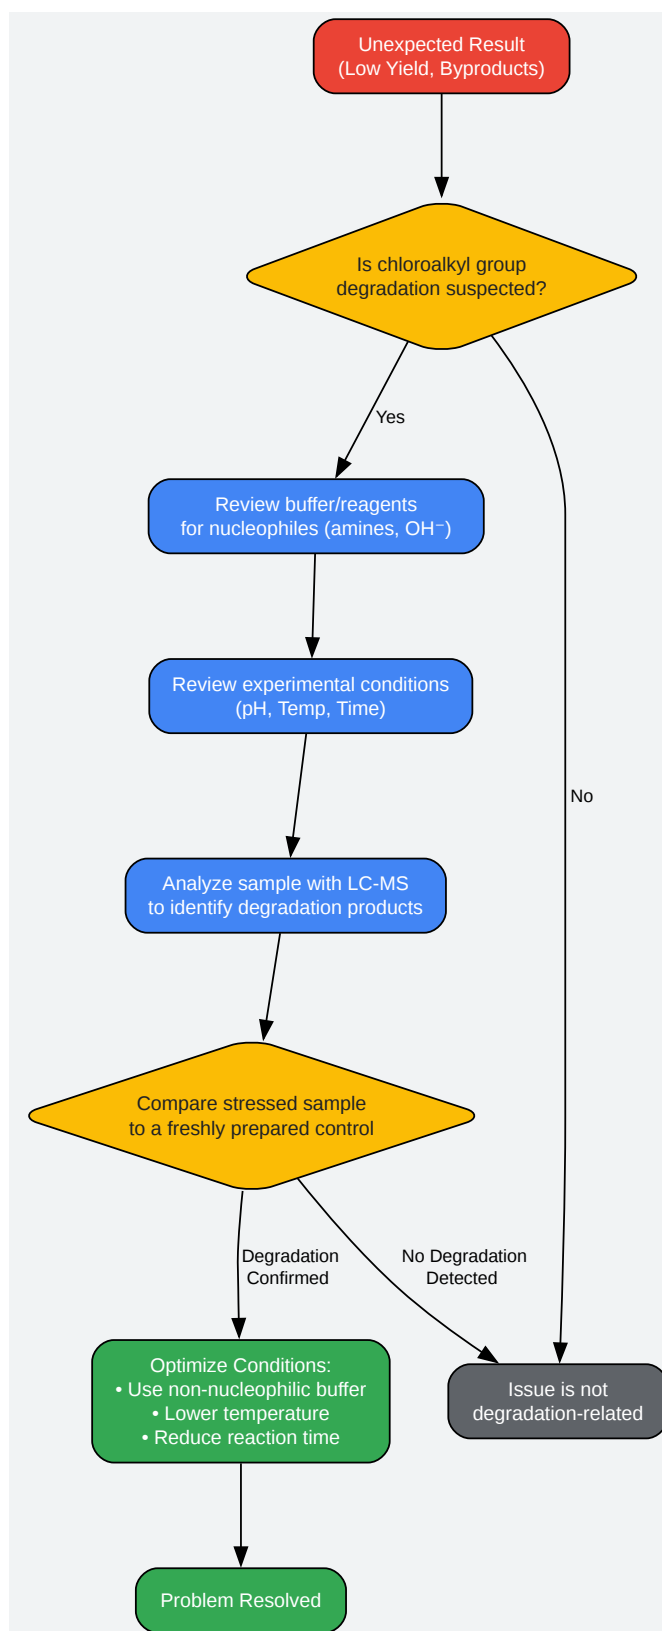 Unexpected Result
(Low Yield, Byproducts)
Is chloroalkyl group
degradation suspected?
Yes
Review buffer/reagents
for nucleophiles (amines, OH⁻)
Review experimental conditions
(pH, Temp, Time)
No
Analyze sample with LC-MS
to identify degradation products
Compare stressed sample
to a freshly prepared control
Degradation
Confirmed
No Degradation
Detected
Optimize Conditions:
• Use non-nucleophilic buffer
• Lower temperature
• Reduce reaction time
Issue is not
degradation-related
Problem Resolved